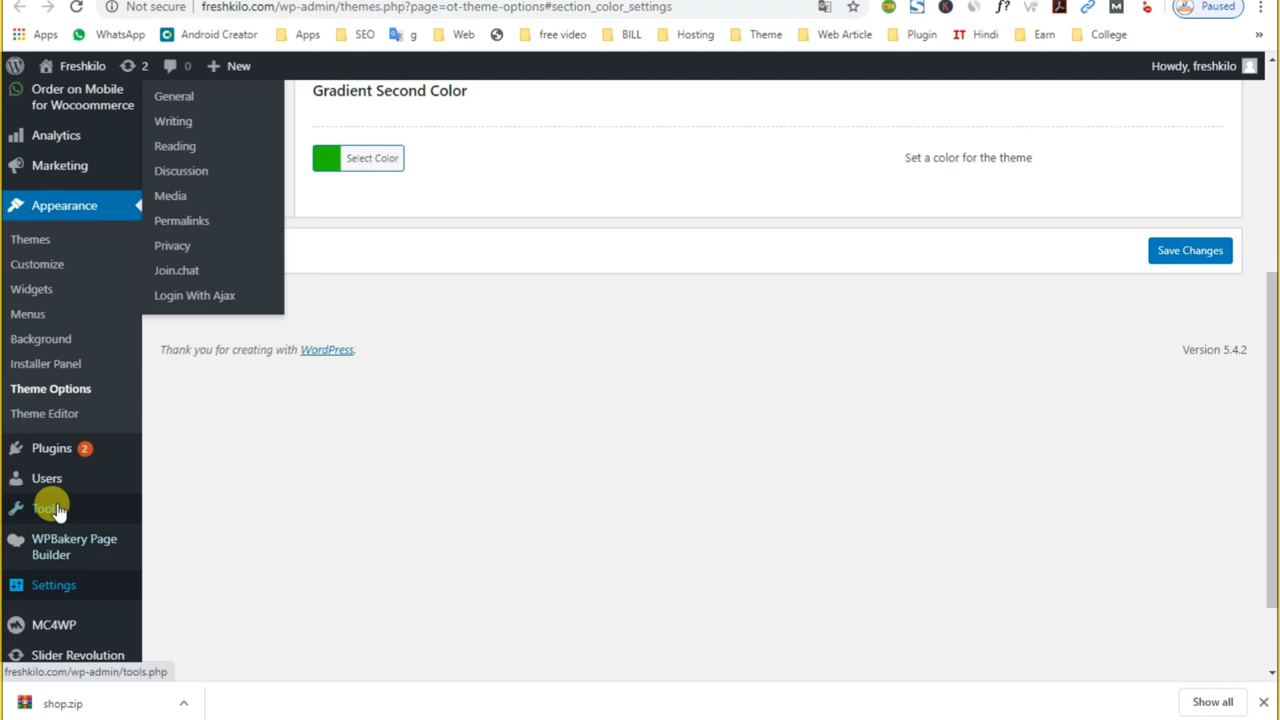 Not secure | freshkilo.com/wp-admin/themes.php?page=ot-theme-options#section_color_settings
Paused
Apps WhatsApp Android Creator Apps SEO g Web free video BILL Hosting Theme Web Article Plugin IT Hindi Earn College »
Freshkilo 2 0 + New
Howdy, freshkilo
Order on Mobile
for Wocoommerce
Analytics
Marketing
Appearance
Themes
Customize
Widgets
Menus
Background
Installer Panel
Theme Options
Theme Editor
Plugins 2
Users
Tools
WPBakery Page
Builder
Settings
MC4WP
Slider Revolution
General
Writing
Reading
Discussion
Media
Permalinks
Privacy
Join.chat
Login With Ajax
Gradient Second Color
Select Color
Set a color for the theme
Save Changes
Thank you for creating with WordPress.
Version 5.4.2
freshkilo.com/wp-admin/tools.php
shop.zip
Show all